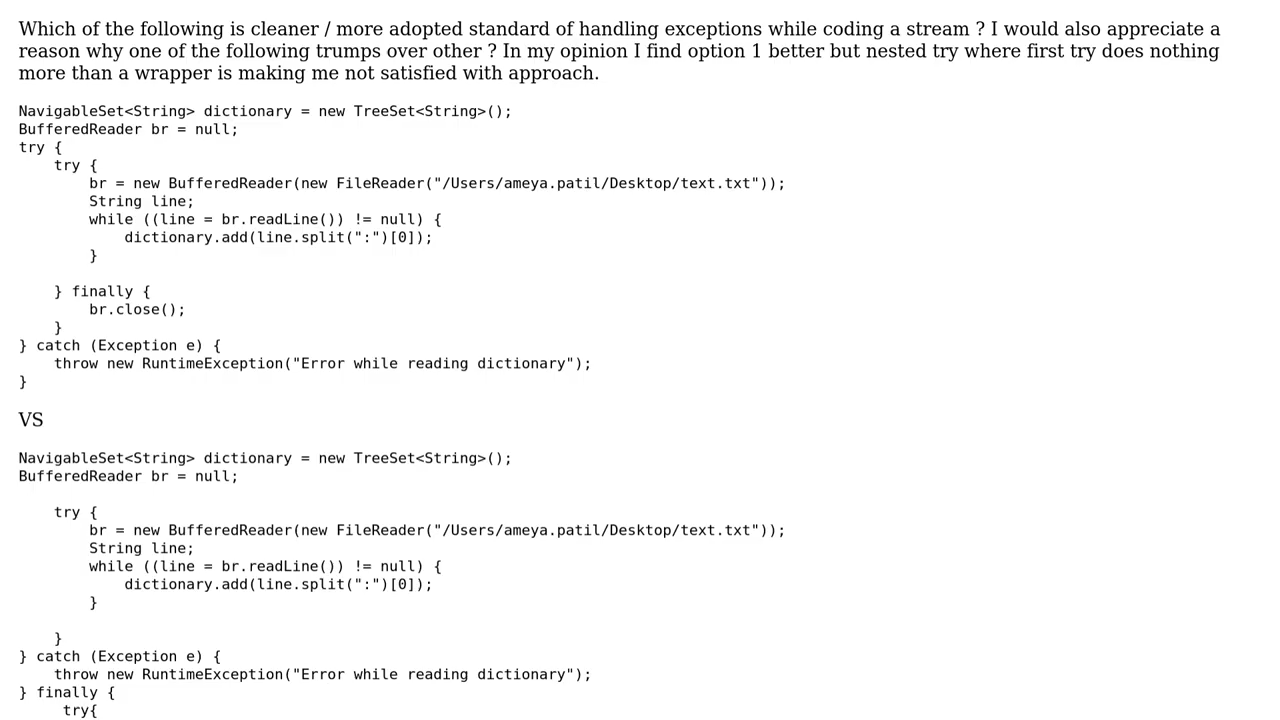 Which of the following is cleaner / more adopted standard of handling exceptions while coding a stream ? I would also appreciate a
reason why one of the following trumps over other ? In my opinion I find option 1 better but nested try where first try does nothing
more than a wrapper is making me not satisfied with approach.
NavigableSet<String> dictionary = new TreeSet<String>();
BufferedReader br = null;
try {
    try {
        br = new BufferedReader(new FileReader("/Users/ameya.patil/Desktop/text.txt"));
        String line;
        while ((line = br.readLine()) != null) {
            dictionary.add(line.split(":")[0]);
        }
    } finally {
        br.close();
    }
} catch (Exception e) {
    throw new RuntimeException("Error while reading dictionary");
}
VS
NavigableSet<String> dictionary = new TreeSet<String>();
BufferedReader br = null;
    try {
        br = new BufferedReader(new FileReader("/Users/ameya.patil/Desktop/text.txt"));
        String line;
        while ((line = br.readLine()) != null) {
            dictionary.add(line.split(":")[0]);
        }
    }
} catch (Exception e) {
    throw new RuntimeException("Error while reading dictionary");
} finally {
     try{